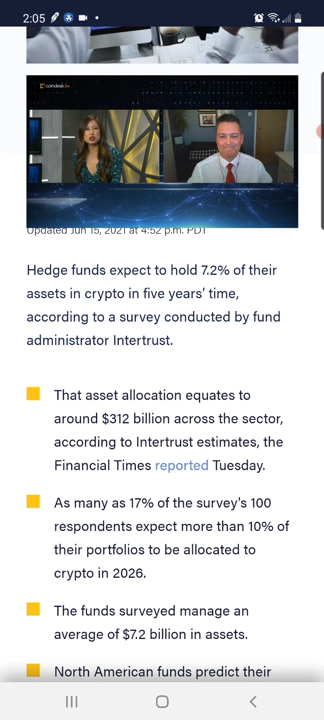 2:05
coindesk tv
Updated Jun 15, 2021 at 4:52 p.m. PDT
Hedge funds expect to hold 7.2% of their
assets in crypto in five years’ time,
according to a survey conducted by fund
administrator Intertrust.
That asset allocation equates to
around $312 billion across the sector,
according to Intertrust estimates, the
Financial Times reported Tuesday.
As many as 17% of the survey's 100
respondents expect more than 10% of
their portfolios to be allocated to
crypto in 2026.
The funds surveyed manage an
average of $7.2 billion in assets.
North American funds predict their